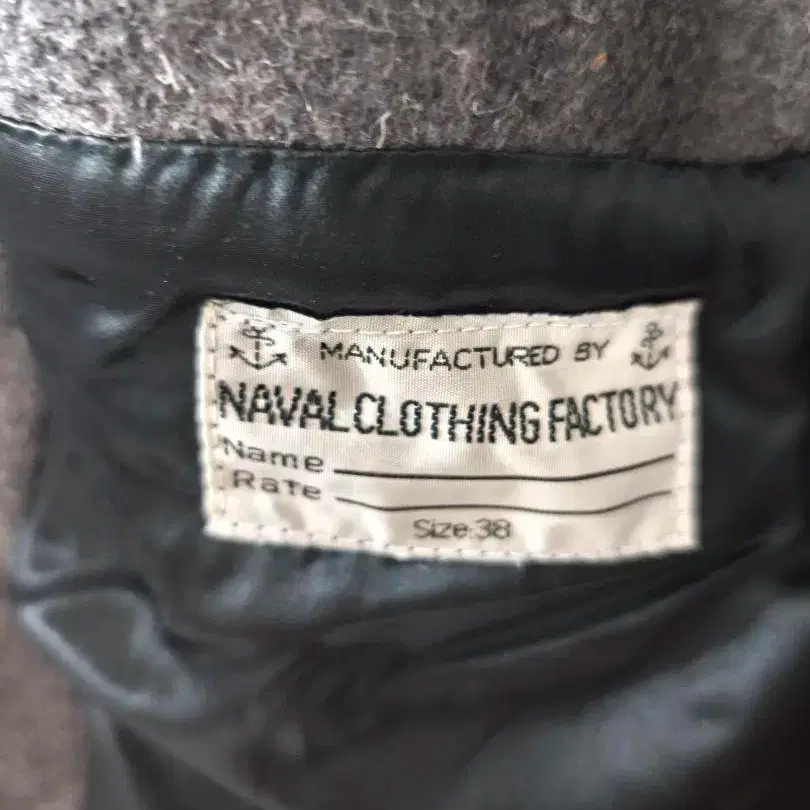 MANUFACTURED BY
NAVAL CLOTHING FACTORY
Name
Rate
Size:38